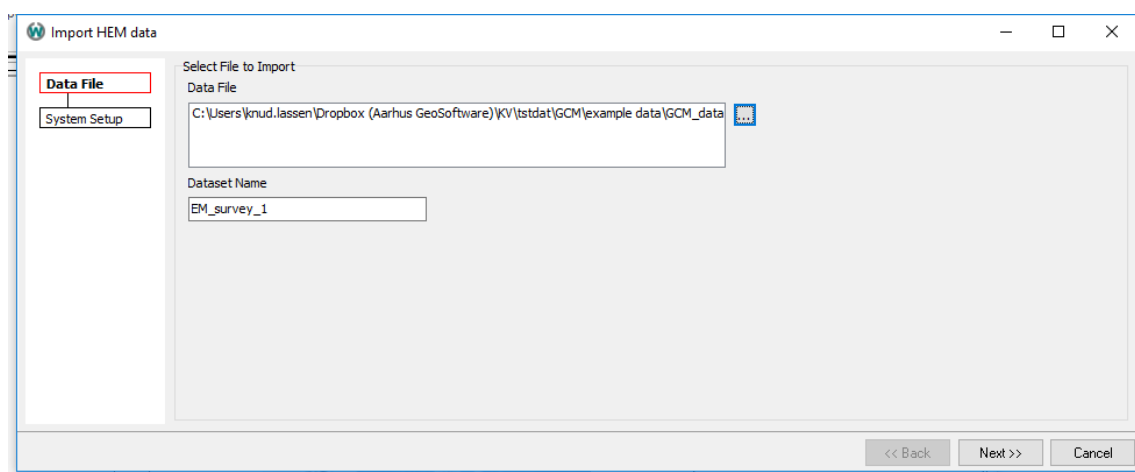 Import HEM data
Data File
System Setup
Select File to Import
Data File
C:\Users\knud.lassen\Dropbox (Aarhus GeoSoftware)\KV\tstdat\GCM\example data\GCM_data
...
Dataset Name
EM_survey_1
<< Back
Next >>
Cancel